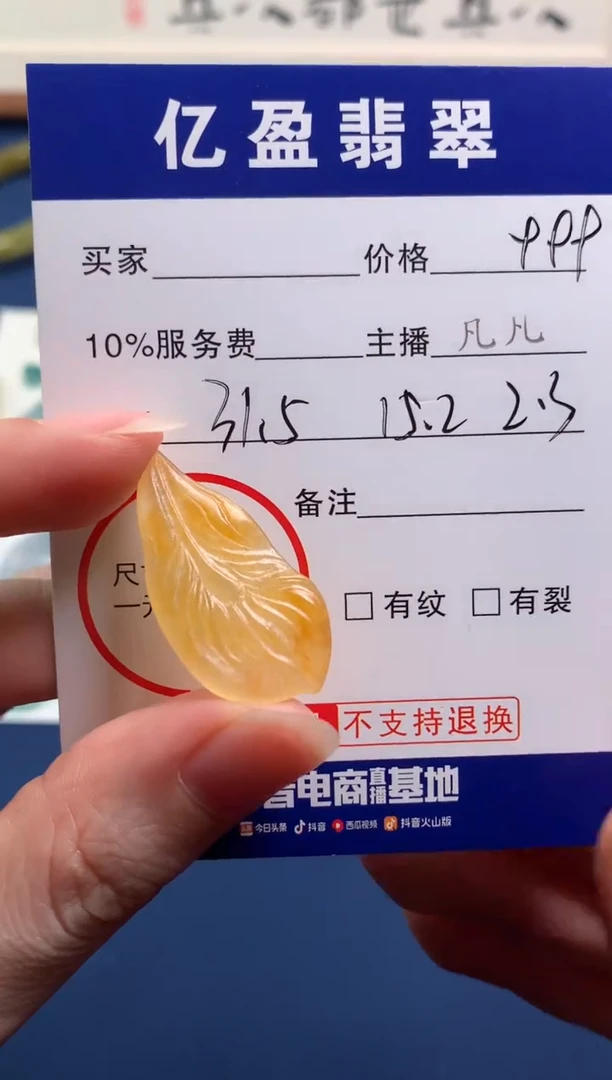 亿盈翡翠
买家 价格 999
10%服务费 主播 凡凡
31.5 15.2 2.3
备注
尺
一
□有纹 □有裂
不支持退换
音电商直播基地
今日头条 抖音 西瓜视频 抖音火山版